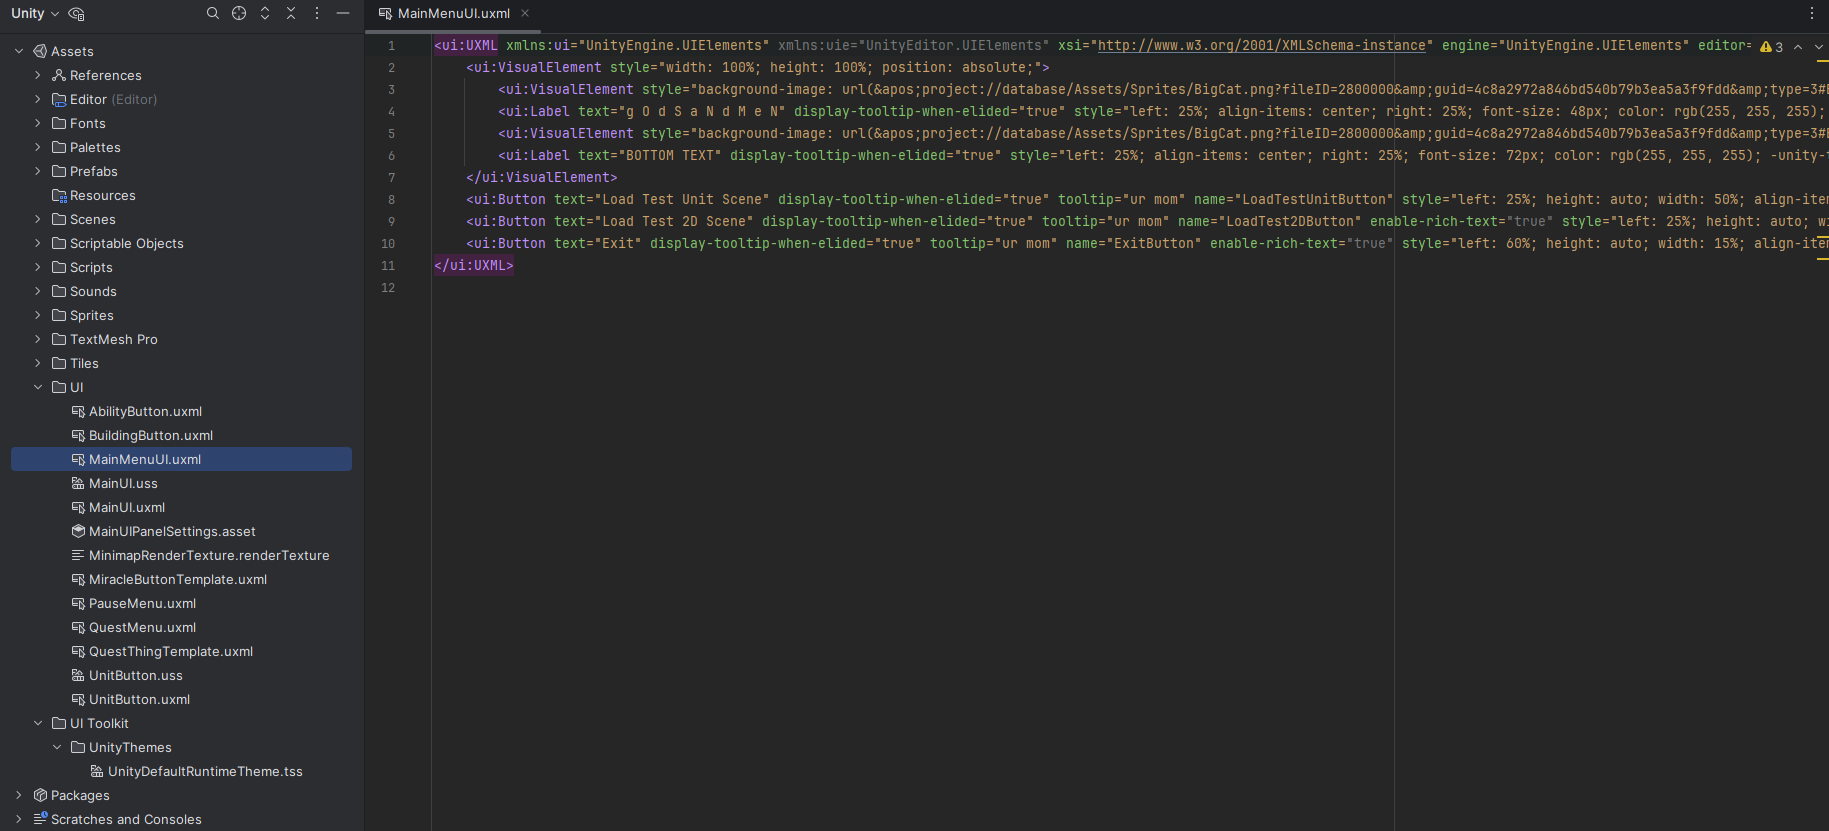 Unity
MainMenuUI.uxml
Assets
References
Editor (Editor)
Fonts
Palettes
Prefabs
Resources
Scenes
Scriptable Objects
Scripts
Sounds
Sprites
TextMesh Pro
Tiles
UI
AbilityButton.uxml
BuildingButton.uxml
MainMenuUI.uxml
MainUI.uss
MainUI.uxml
MainUIPanelSettings.asset
MinimapRenderTexture.renderTexture
MiracleButtonTemplate.uxml
PauseMenu.uxml
QuestMenu.uxml
QuestThingTemplate.uxml
UnitButton.uss
UnitButton.uxml
UI Toolkit
UnityThemes
UnityDefaultRuntimeTheme.tss
Packages
Scratches and Consoles
1 <ui:UXML xmlns:ui="UnityEngine.UIElements" xmlns:uie="UnityEditor.UIElements" xsi="http://www.w3.org/2001/XMLSchema-instance" engine="UnityEngine.UIElements" editor= 3
2 <ui:VisualElement style="width: 100%; height: 100%; position: absolute;">
3 <ui:VisualElement style="background-image: url(&apos;project://database/Assets/Sprites/BigCat.png?fileID=2800000&amp;guid=4c8a2972a846bd540b79b3ea5a3f9fdd&amp;type=3#
4 <ui:Label text="g O d S a N d M e N" display-tooltip-when-elided="true" style="left: 25%; align-items: center; right: 25%; font-size: 48px; color: rgb(255, 255, 255);
5 <ui:VisualElement style="background-image: url(&apos;project://database/Assets/Sprites/BigCat.png?fileID=2800000&amp;guid=4c8a2972a846bd540b79b3ea5a3f9fdd&amp;type=3#
6 <ui:Label text="BOTTOM TEXT" display-tooltip-when-elided="true" style="left: 25%; align-items: center; right: 25%; font-size: 72px; color: rgb(255, 255, 255); -unity-
7 </ui:VisualElement>
8 <ui:Button text="Load Test Unit Scene" display-tooltip-when-elided="true" tooltip="ur mom" name="LoadTestUnitButton" style="left: 25%; height: auto; width: 50%; align-item
9 <ui:Button text="Load Test 2D Scene" display-tooltip-when-elided="true" tooltip="ur mom" name="LoadTest2DButton" enable-rich-text="true" style="left: 25%; height: auto; wi
10 <ui:Button text="Exit" display-tooltip-when-elided="true" tooltip="ur mom" name="ExitButton" enable-rich-text="true" style="left: 60%; height: auto; width: 15%; align-item
11 </ui:UXML>
12